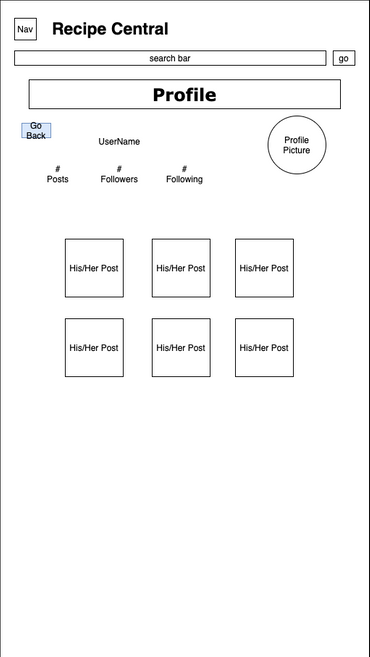 Nav
Recipe Central
search bar
go
Profile
Go
Back
UserName
Profile
Picture
#
Posts
#
Followers
#
Following
His/Her Post
His/Her Post
His/Her Post
His/Her Post
His/Her Post
His/Her Post